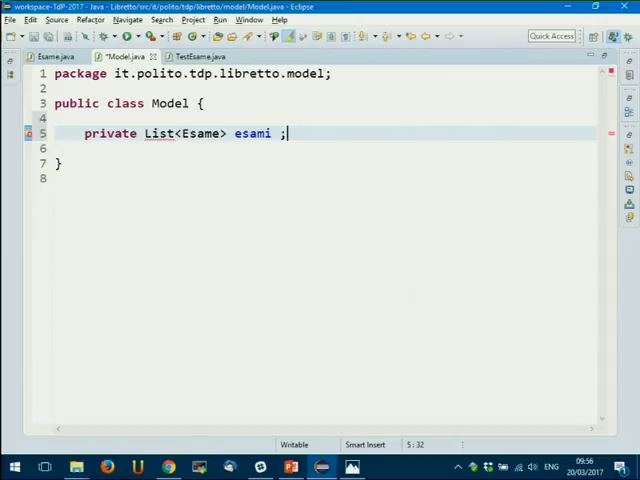 workspace-TdP-2017 - Java - Libretto/src/it/polito/tdp/libretto/model/Model.java - Eclipse
File Edit Source Refactor Navigate Search Project Run Window Help
Quick Access
Esame.java *Model.java TestEsame.java
1 package it.polito.tdp.libretto.model;
2
3 public class Model {
4
5 private List<Esame> esami ;
6
7 }
8
Writable Smart Insert 5 : 32
ENG 09:56
20/03/2017